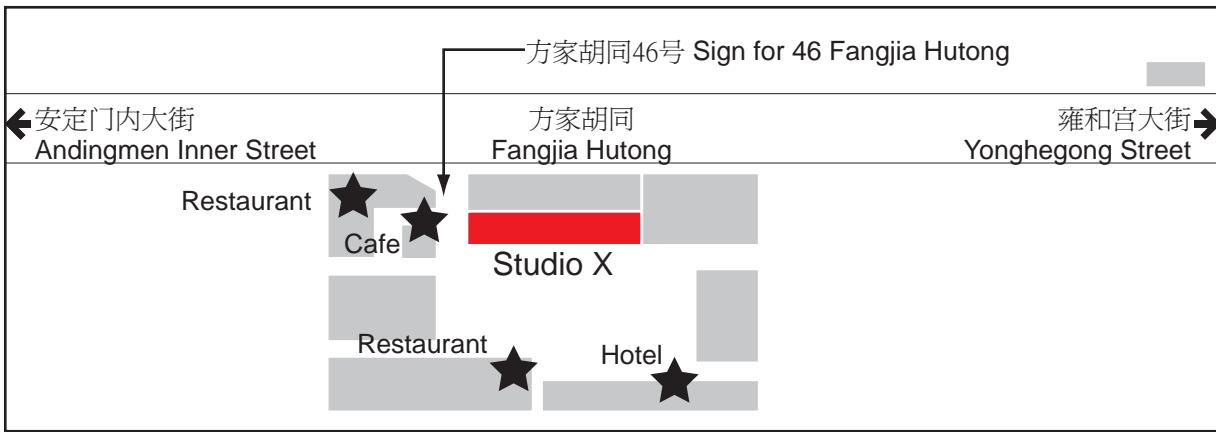 方家胡同46号 Sign for 46 Fangjia Hutong
安定门内大街
Andingmen Inner Street
方家胡同
Fangjia Hutong
雍和宫大街
Yonghegong Street
Restaurant
Cafe
Studio X
Restaurant
Hotel